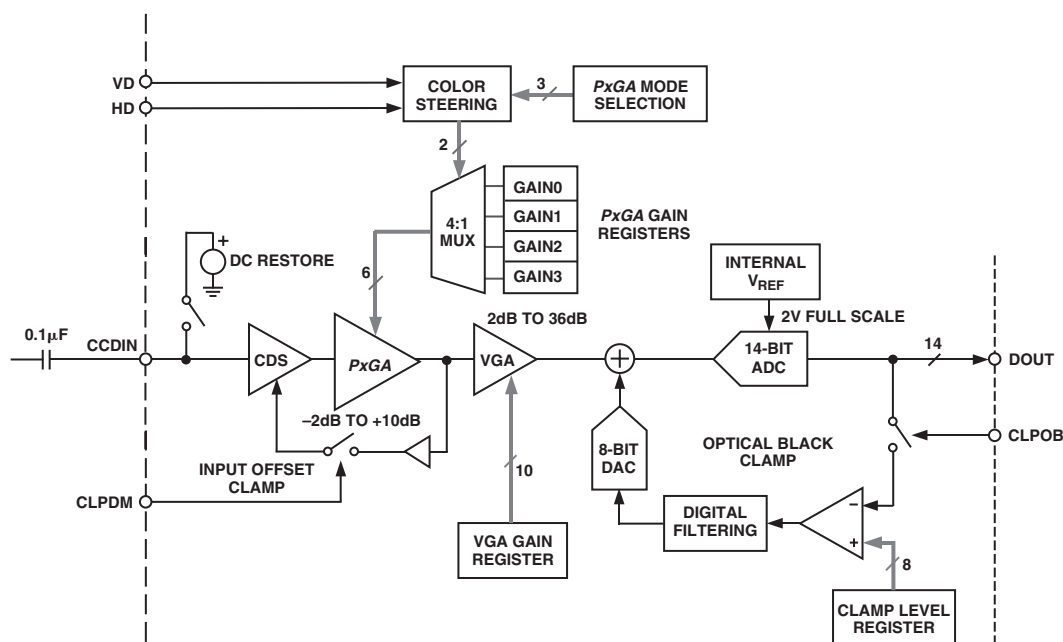 VD
HD
COLOR
STEERING
3
PxGA MODE
SELECTION
2
4:1
MUX
GAIN0
GAIN1
GAIN2
GAIN3
PxGA GAIN
REGISTERS
+
DC RESTORE
6
INTERNAL
VREF
2dB TO 36dB
2V FULL SCALE
0.1μF
CCDIN
CDS
PxGA
VGA
+
14-BIT
ADC
14
DOUT
–2dB TO +10dB
INPUT OFFSET
CLAMP
CLPDM
10
VGA GAIN
REGISTER
8-BIT
DAC
OPTICAL BLACK
CLAMP
CLPOB
DIGITAL
FILTERING
–
+
8
CLAMP LEVEL
REGISTER